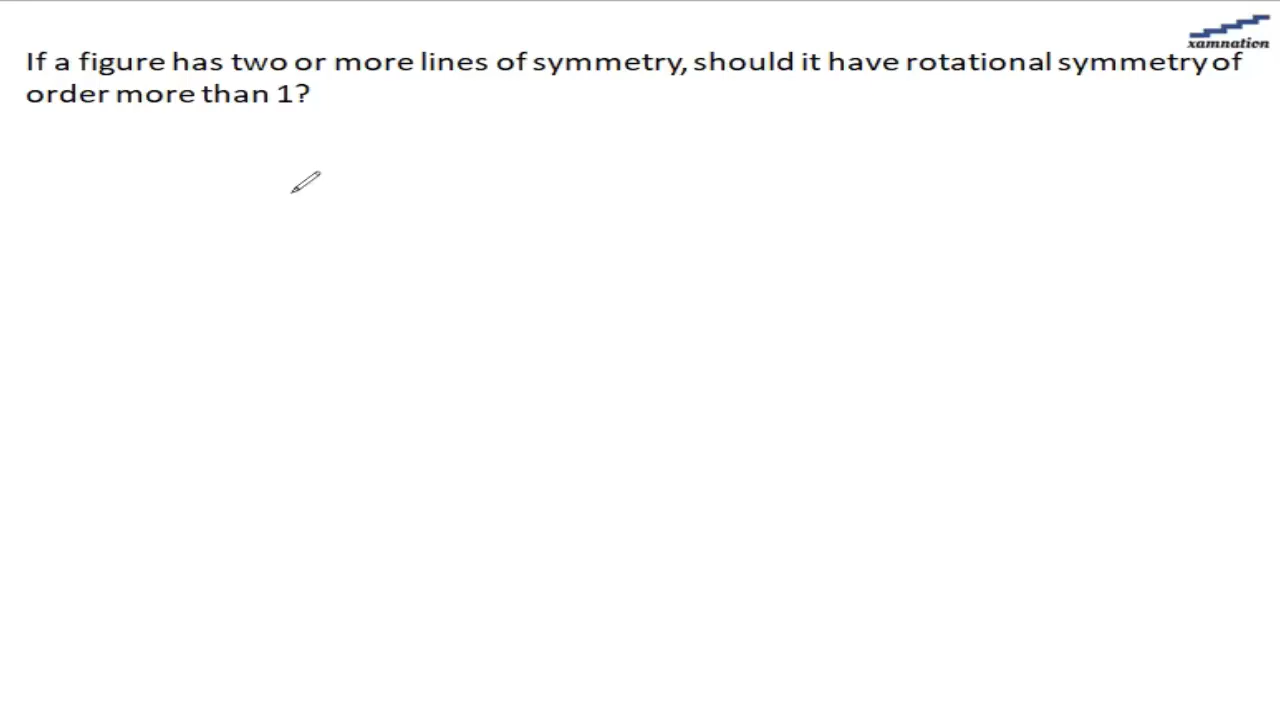 xamnation
If a figure has two or more lines of symmetry, should it have rotational symmetry of
order more than 1?